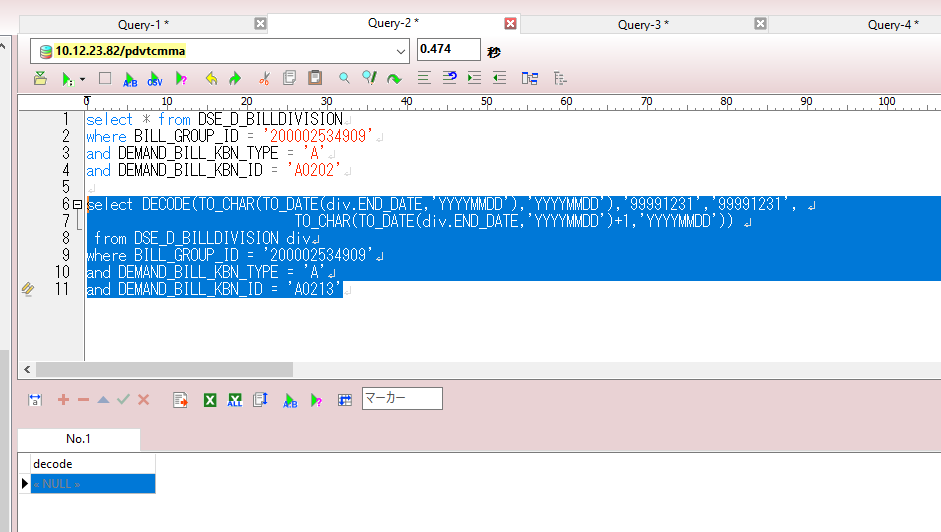 Query-1 *
Query-2 *
Query-3 *
Query-4 *
10.12.23.82/pdvtcmma
0.474
秒
A:B
CSV
0 10 20 30 40 50 60 70 80 90 100
1 select * from DSE_D_BILLDIVISION
2 where BILL_GROUP_ID = '200002534909'
3 and DEMAND_BILL_KBN_TYPE = 'A'
4 and DEMAND_BILL_KBN_ID = 'A0202'
5
6 select DECODE(TO_CHAR(TO_DATE(div.END_DATE,'YYYYMMDD'),'YYYYMMDD'),'99991231','99991231',
7 TO_CHAR(TO_DATE(div.END_DATE,'YYYYMMDD')+1,'YYYYMMDD'))
8 from DSE_D_BILLDIVISION div
9 where BILL_GROUP_ID = '200002534909'
10 and DEMAND_BILL_KBN_TYPE = 'A'
11 and DEMAND_BILL_KBN_ID = 'A0213'
a
ALL
A:B
マーカー
No.1
decode
« NULL »